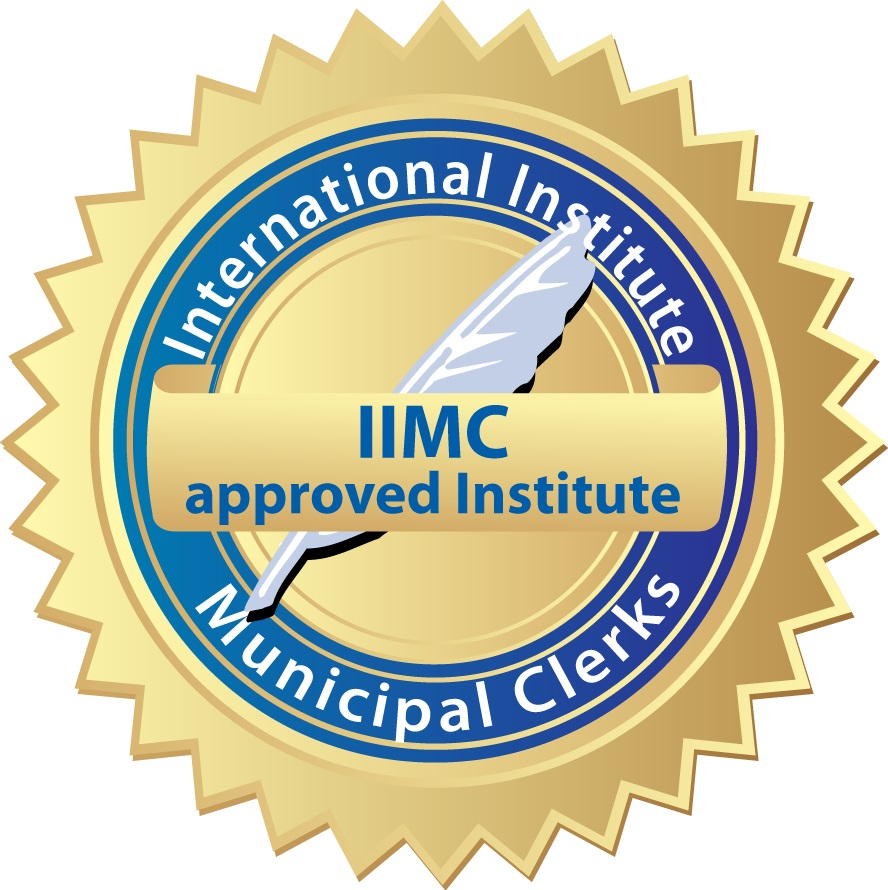 International Institute
IIMC
approved Institute
Municipal Clerks